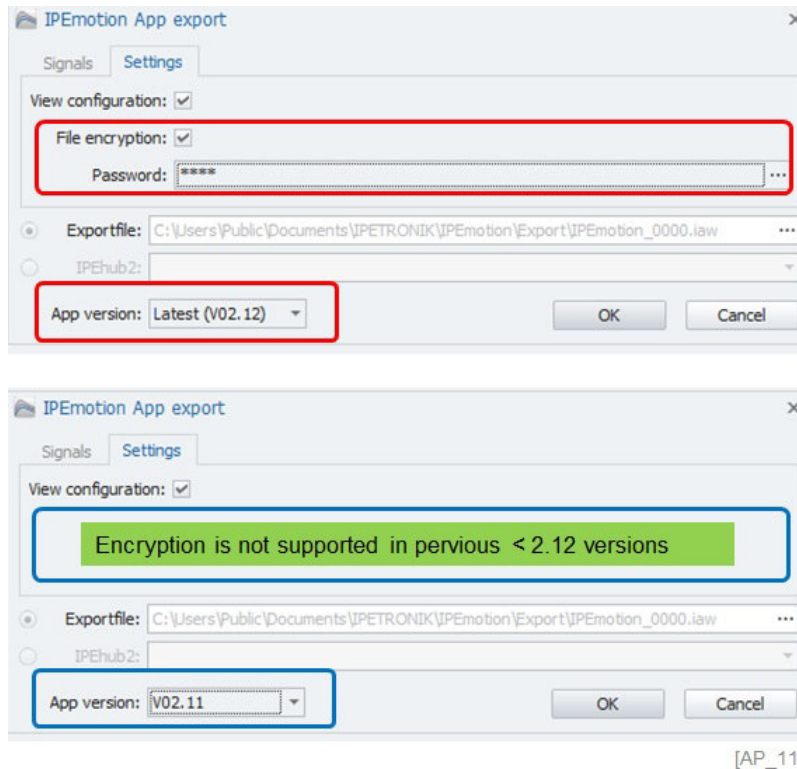 IPEmotion App export
Signals Settings
View configuration:
File encryption:
Password: ****
Exportfile: C:\Users\Public\Documents\IPETRONIK\IPEmotion\Export\IPEmotion_0000.iaw ...
IPEhub2:
App version: Latest (V02.12) OK Cancel
IPEmotion App export
Signals Settings
View configuration:
Encryption is not supported in pervious < 2.12 versions
Exportfile: C:\Users\Public\Documents\IPETRONIK\IPEmotion\Export\IPEmotion_0000.iaw ...
IPEhub2:
App version: V02.11 OK Cancel
[AP_11